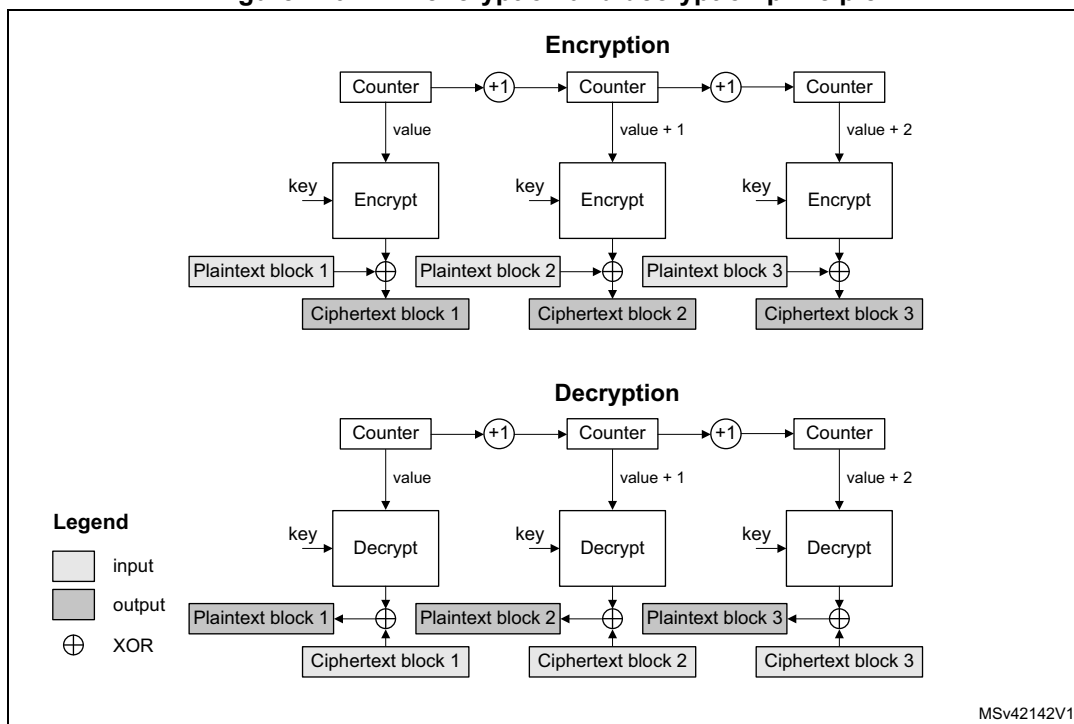 Encryption
Counter +1 Counter +1 Counter
value value + 1 value + 2
key Encrypt key Encrypt key Encrypt
Plaintext block 1 Plaintext block 2 Plaintext block 3
Ciphertext block 1 Ciphertext block 2 Ciphertext block 3
Decryption
Counter +1 Counter +1 Counter
value value + 1 value + 2
Legend
key Decrypt key Decrypt key Decrypt
input
output Plaintext block 1 Plaintext block 2 Plaintext block 3
XOR
Ciphertext block 1 Ciphertext block 2 Ciphertext block 3
MSv42142V1